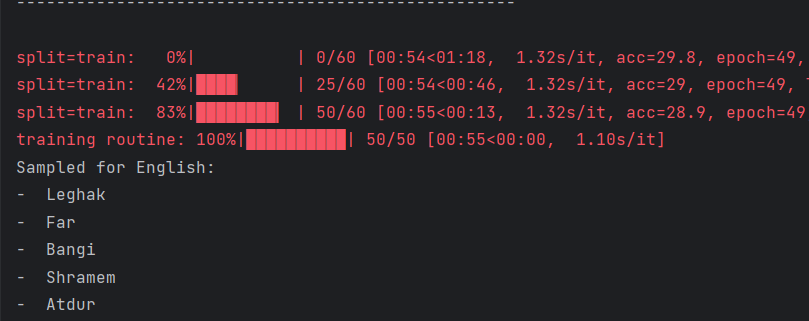 --------------------------------------------------
split=train:   0%|          | 0/60 [00:54<01:18,  1.32s/it, acc=29.8, epoch=49,
split=train:  42%|████▏     | 25/60 [00:54<00:46,  1.32s/it, acc=29, epoch=49,
split=train:  83%|████████▎ | 50/60 [00:55<00:13,  1.32s/it, acc=28.9, epoch=49
training routine: 100%|██████████| 50/50 [00:55<00:00,  1.10s/it]
Sampled for English:
-  Leghak
-  Far
-  Bangi
-  Shramem
-  Atdur